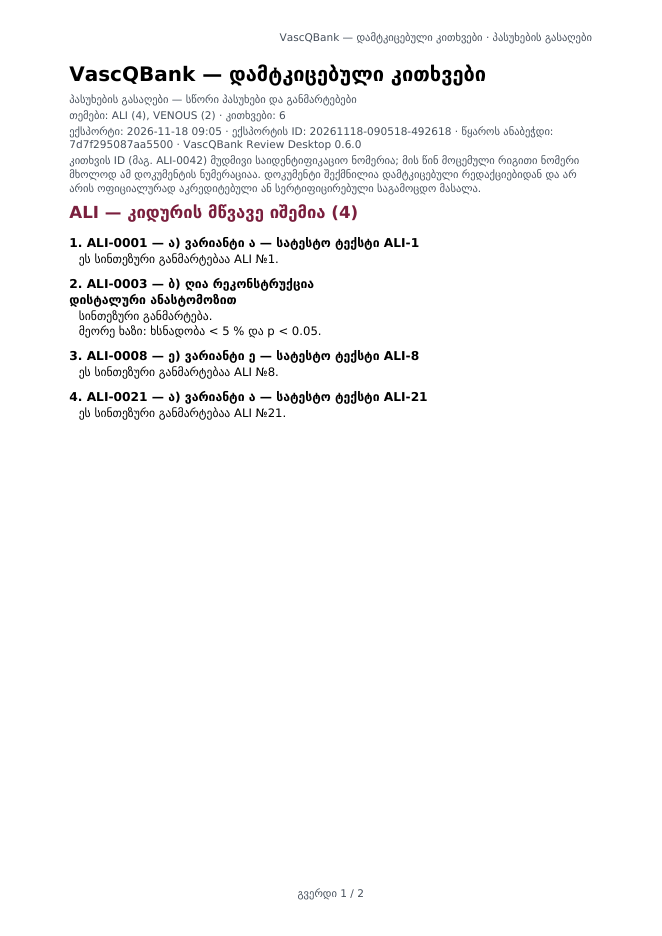 VascQBank — დამტკიცებული კითხვები · პასუხების გასაღები
VascQBank — დამტკიცებული კითხვები
პასუხების გასაღები — სწორი პასუხები და განმარტებები
თემები: ALI (4), VENOUS (2) · კითხვები: 6
ექსპორტი: 2026-11-18 09:05 · ექსპორტის ID: 20261118-090518-492618 · წყაროს ანაბეჭდი:
7d7f295087aa5500 · VascQBank Review Desktop 0.6.0
კითხვის ID (მაგ. ALI-0042) მუდმივი საიდენტიფიკაციო ნომერია; მის წინ მოცემული რიგითი ნომერი
მხოლოდ ამ დოკუმენტის ნუმერაციაა. დოკუმენტი შექმნილია დამტკიცებული რედაქციებიდან და არ
არის ოფიციალურად აკრედიტებული ან სერტიფიცირებული საგამოცდო მასალა.
ALI — კიდურის მწვავე იშემია (4)
1. ALI-0001 — ა) ვარიანტი ა — სატესტო ტექსტი ALI-1
ეს სინთეზური განმარტებაა ALI №1.
2. ALI-0003 — ბ) ღია რეკონსტრუქცია
დისტალური ანასტომოზით
სინთეზური განმარტება.
მეორე ხაზი: ხსნადობა < 5 % და p < 0.05.
3. ALI-0008 — ე) ვარიანტი ე — სატესტო ტექსტი ALI-8
ეს სინთეზური განმარტებაა ALI №8.
4. ALI-0021 — ა) ვარიანტი ა — სატესტო ტექსტი ALI-21
ეს სინთეზური განმარტებაა ALI №21.
გვერდი 1 / 2